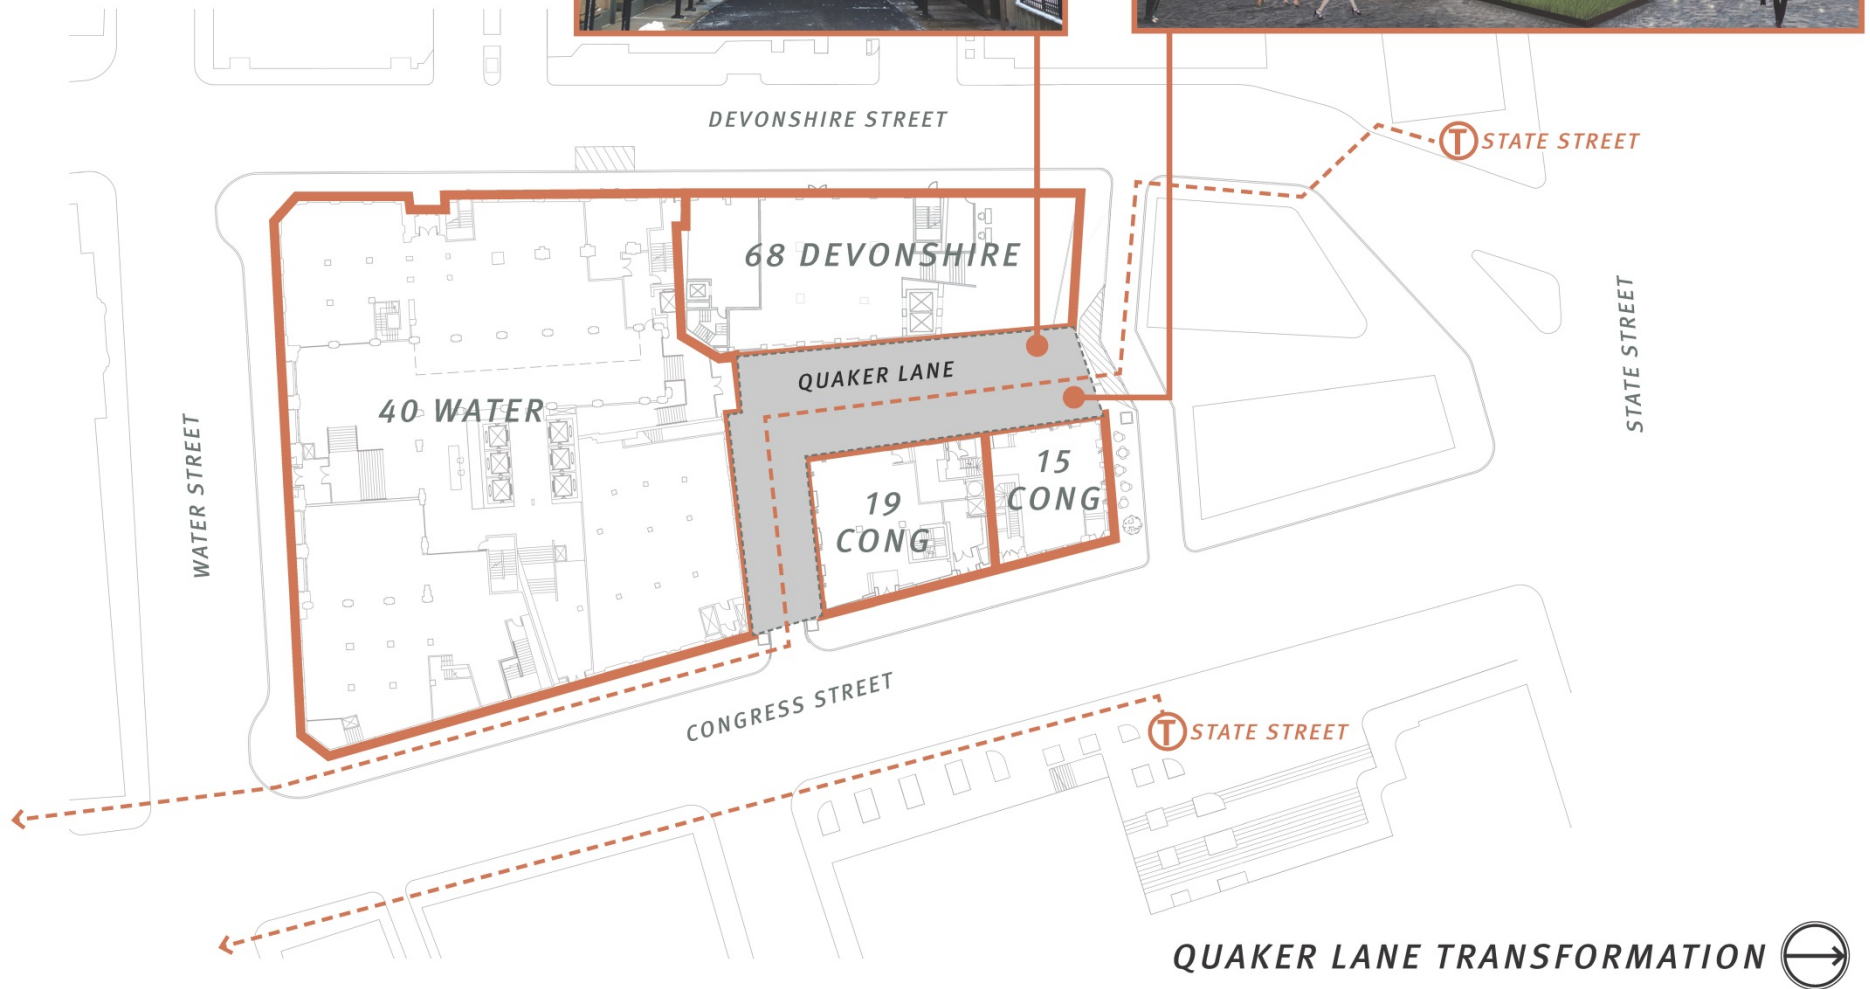 DEVONSHIRE STREET
T STATE STREET
68 DEVONSHIRE
STATE STREET
QUAKER LANE
40 WATER
WATER STREET
15
CONG
19
CONG
CONGRESS STREET
T STATE STREET
QUAKER LANE TRANSFORMATION